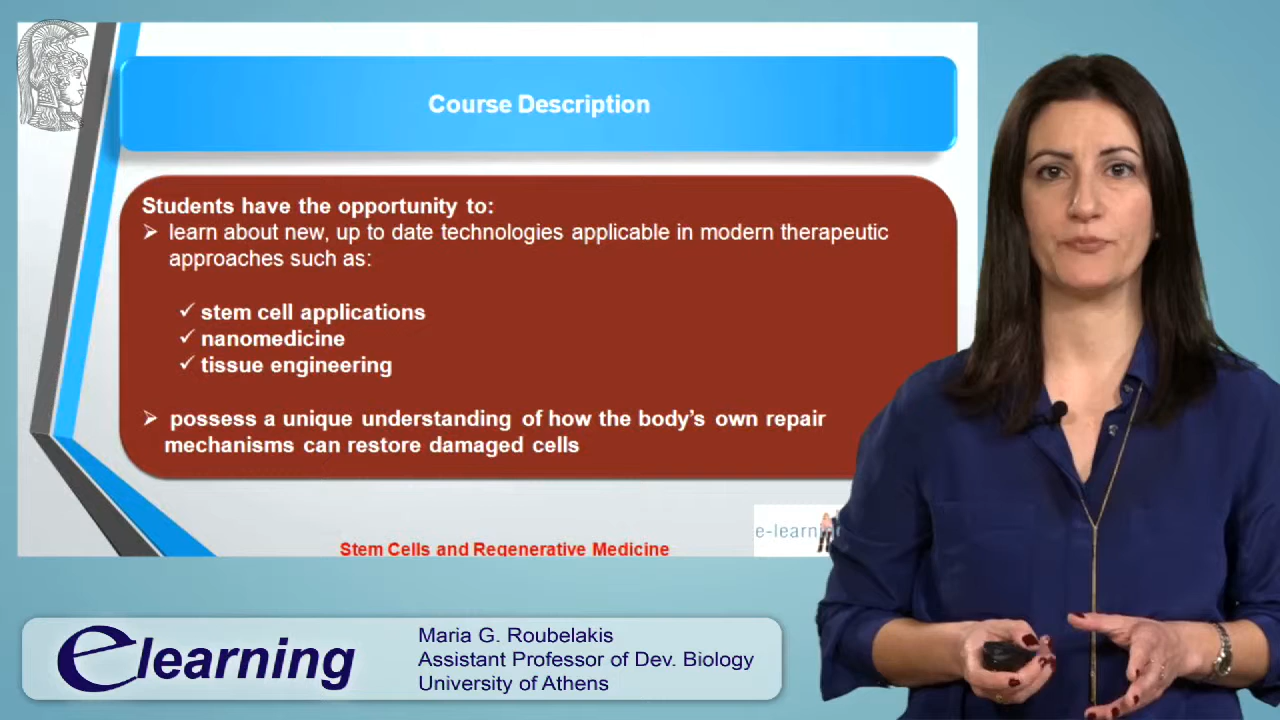 Course Description
Students have the opportunity to:
learn about new, up to date technologies applicable in modern therapeutic
approaches such as:
stem cell applications
nanomedicine
tissue engineering
possess a unique understanding of how the body's own repair
mechanisms can restore damaged cells
e-learning
Stem Cells and Regenerative Medicine
elearning
Maria G. Roubelakis
Assistant Professor of Dev. Biology
University of Athens